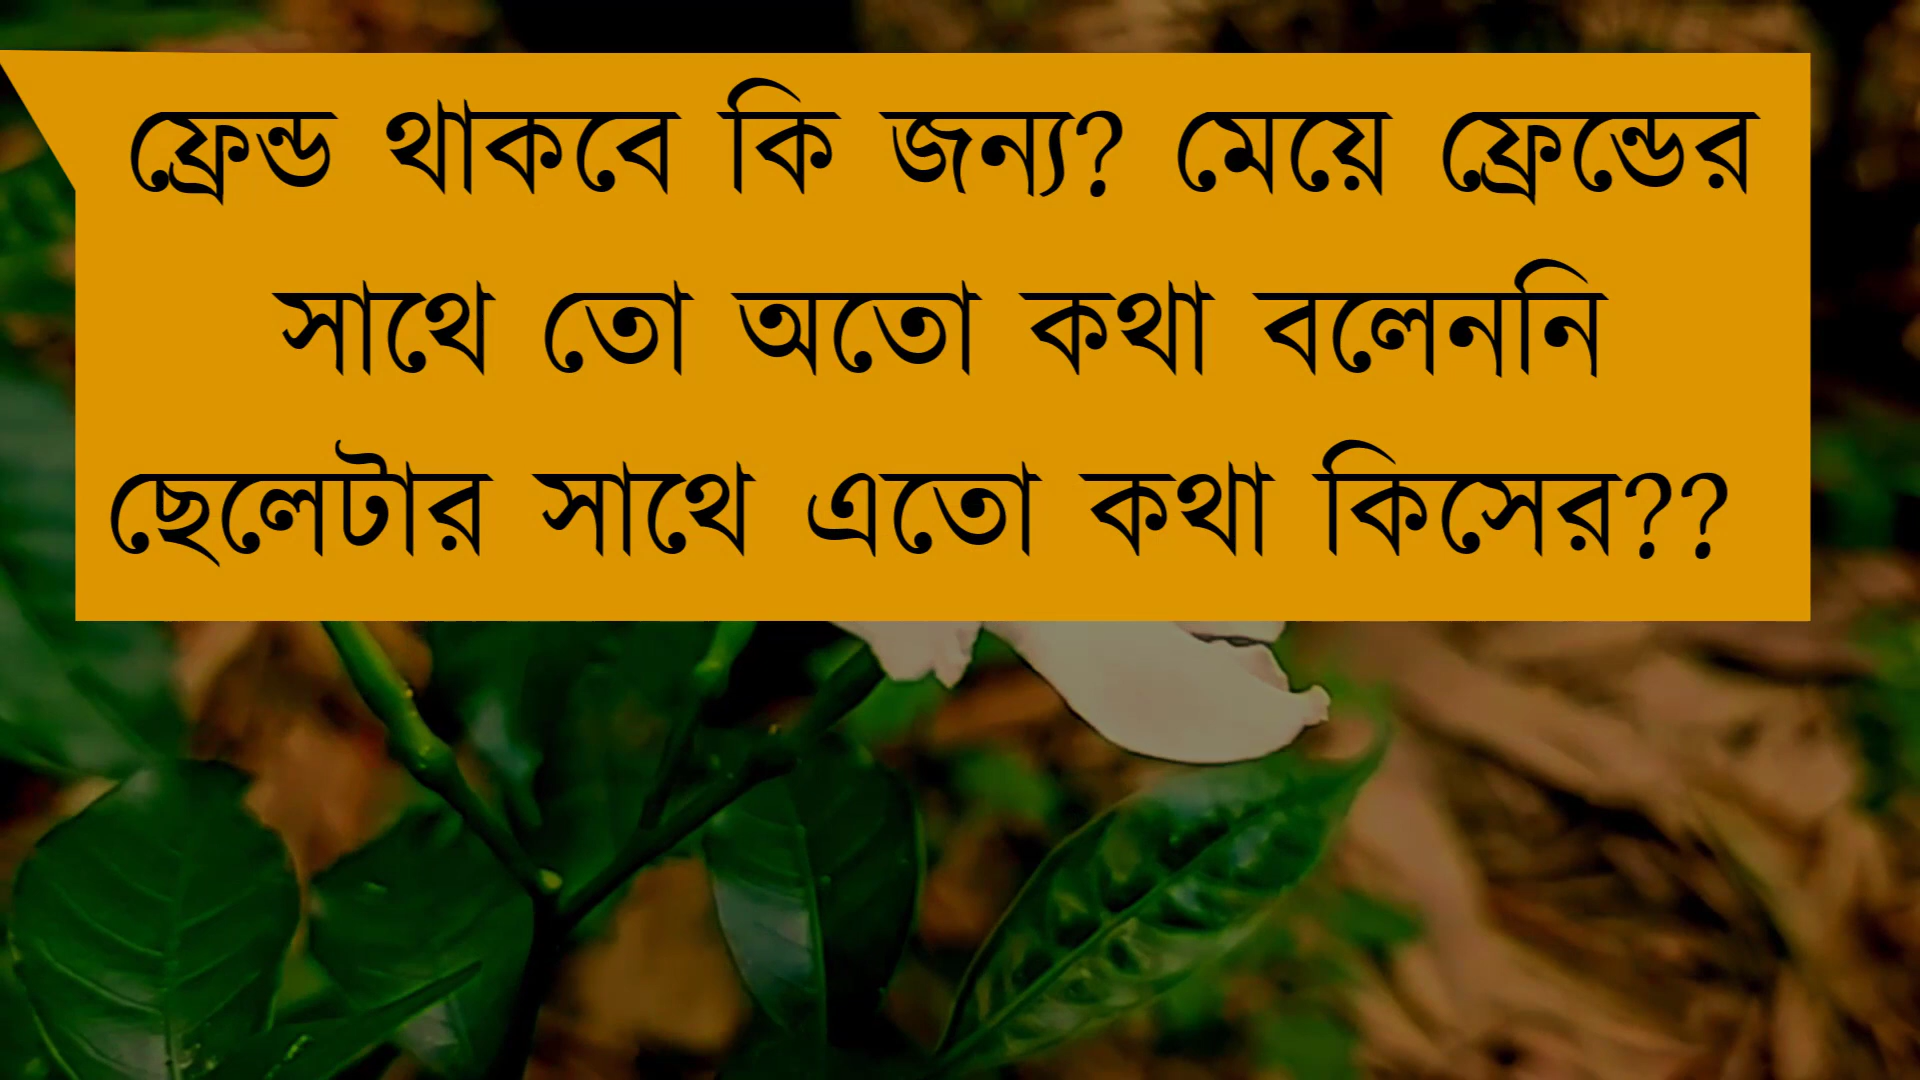 ফ্রেন্ড থাকবে কি জন্য? মেয়ে ফ্রেন্ডের
সাথে তো অতো কথা বলেননি
ছেলেটার সাথে এতো কথা কিসের??